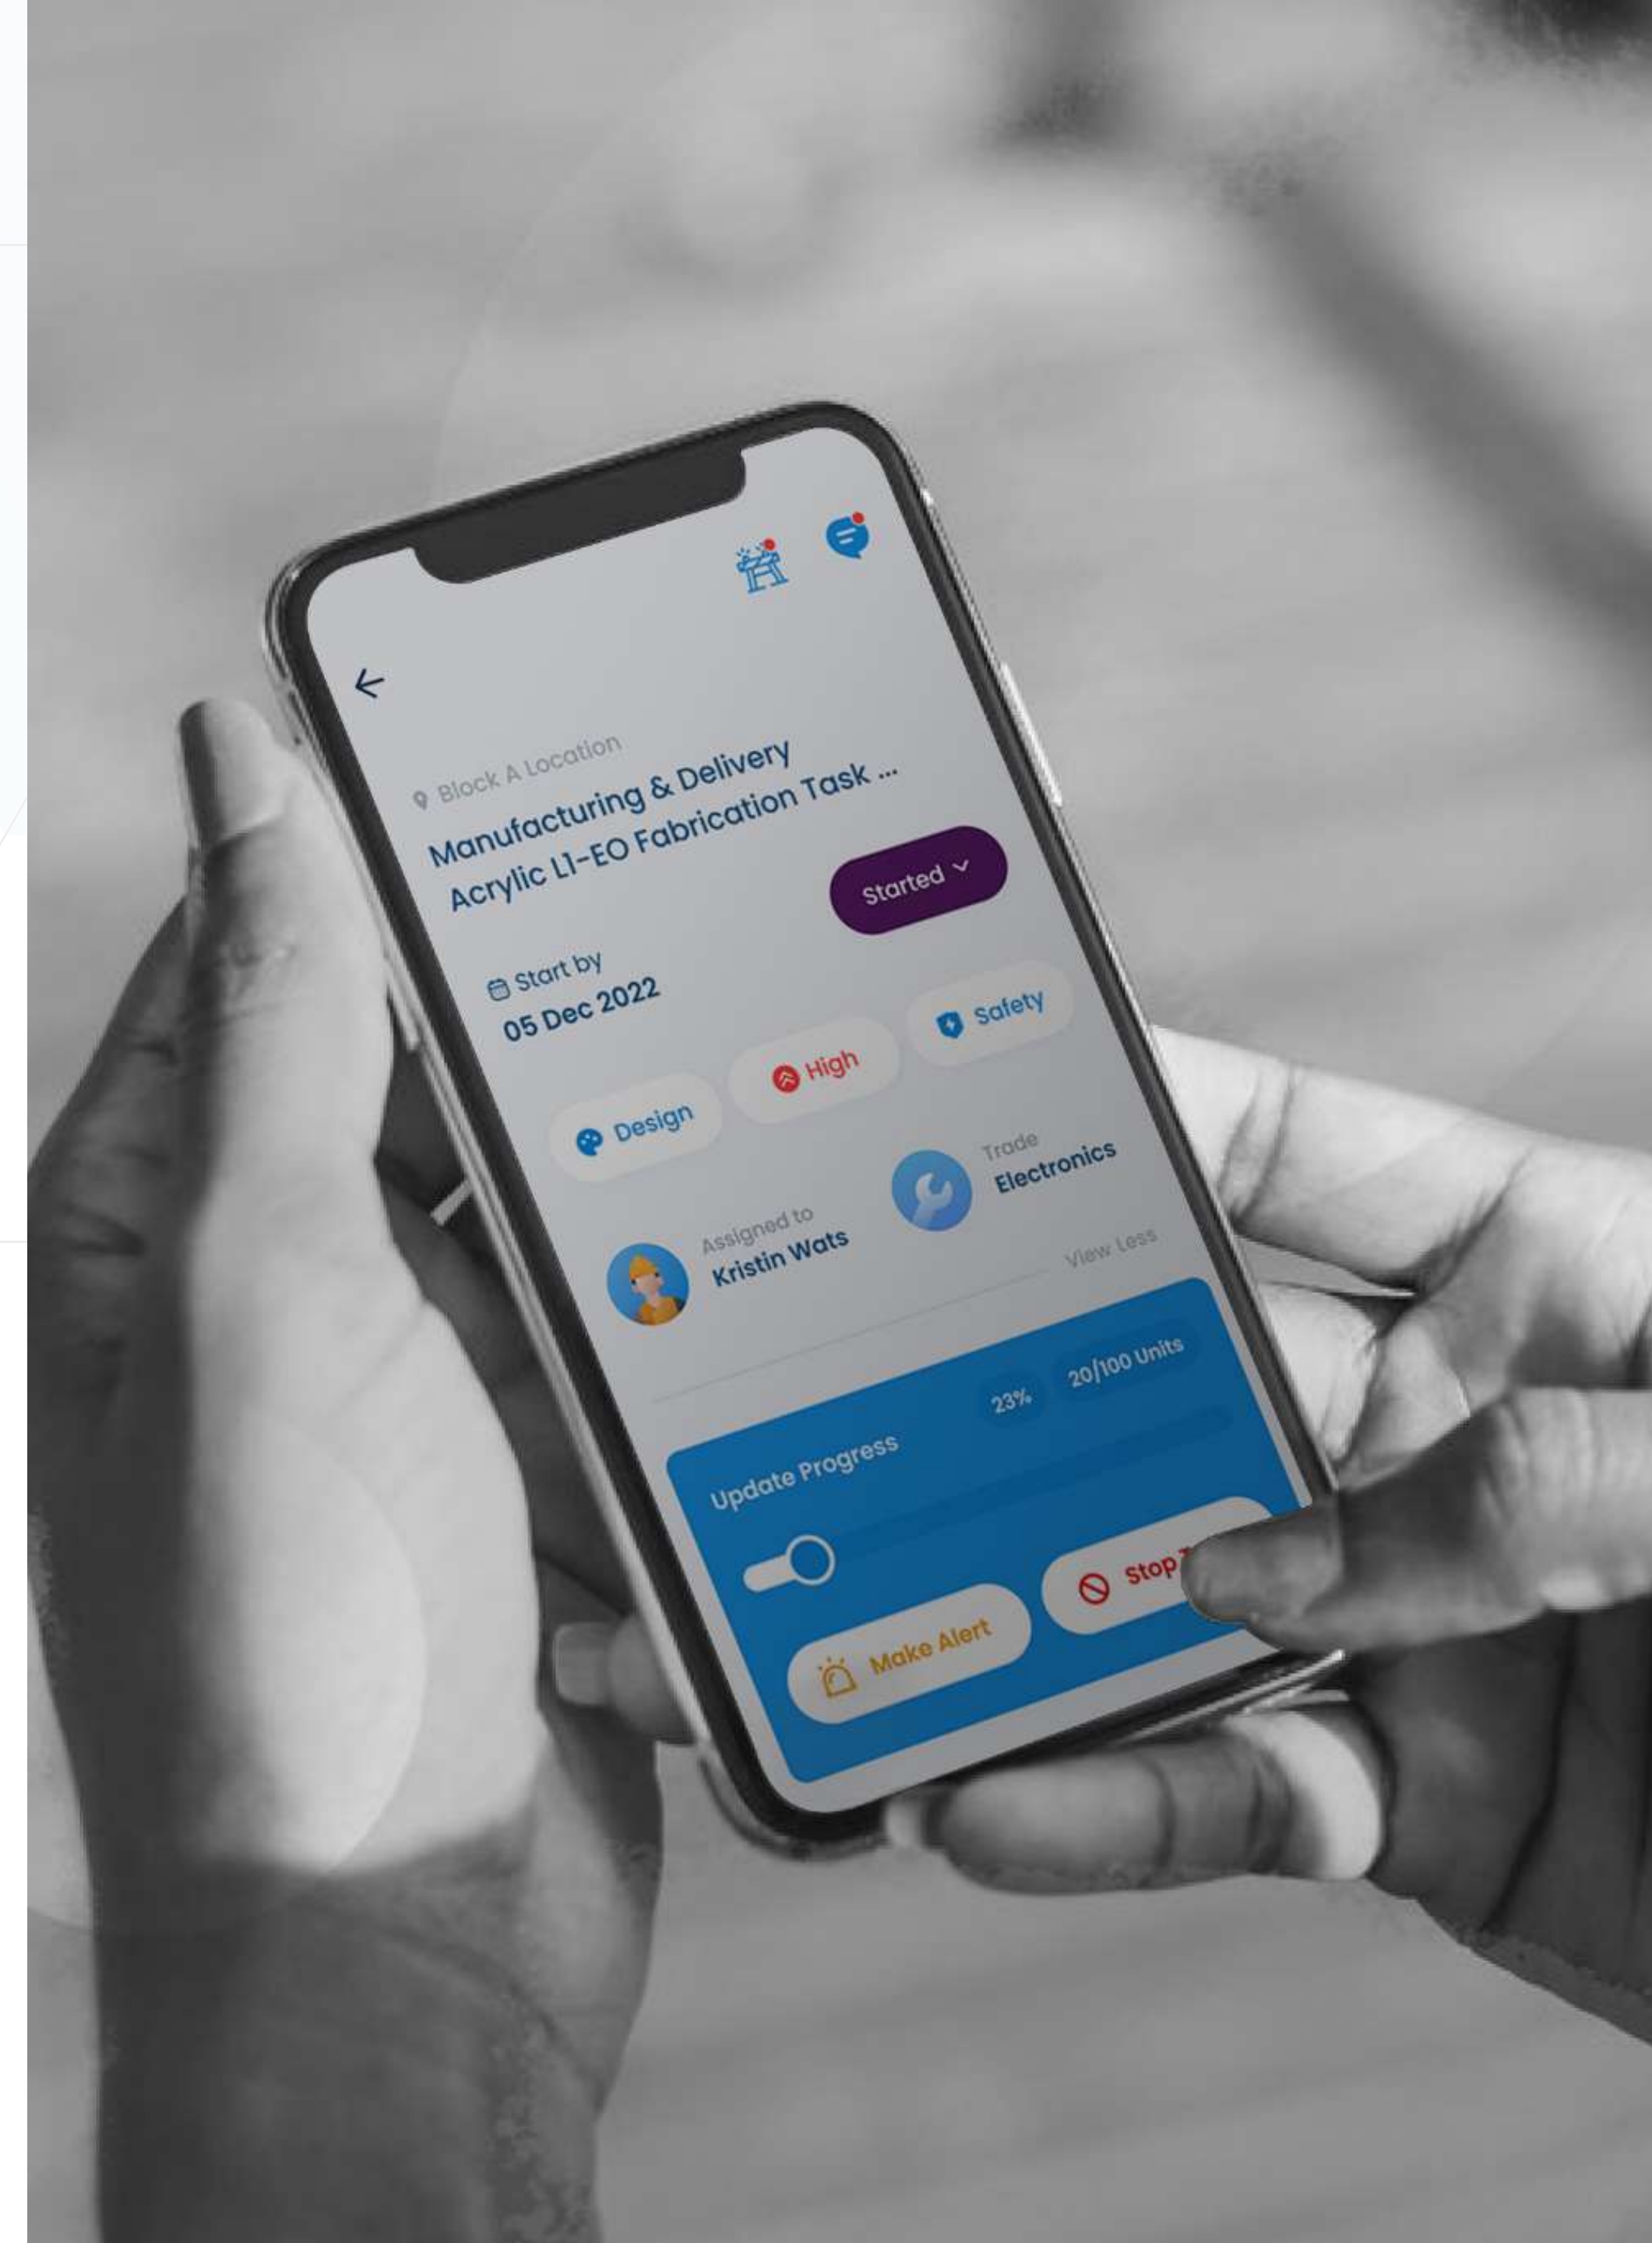 Block A Location
Manufacturing & Delivery
Acrylic L1-EO Fabrication Task ...
Started
Start by
05 Dec 2022
Design
High
Safety
Assigned to
Kristin Wats
Trade
Electronics
View Less
Update Progress
23%
20/100 Units
Make Alert
Stop